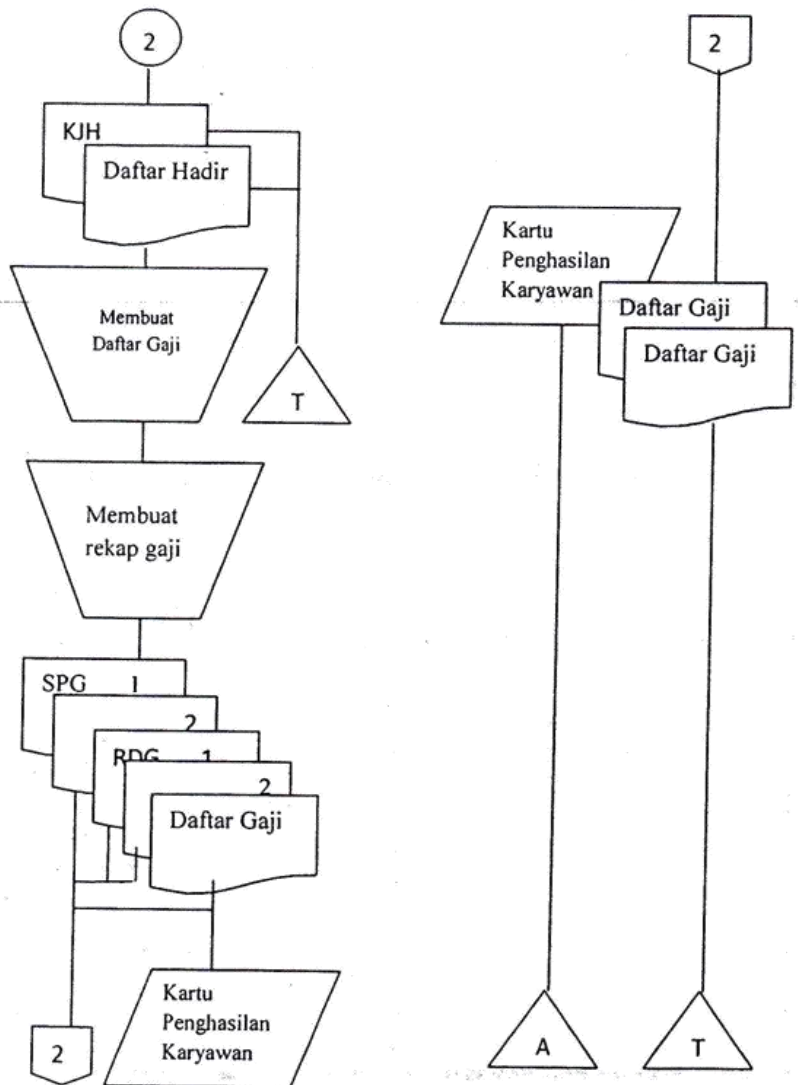 2
KJH
Daftar Hadir
Membuat
Daftar Gaji
T
Membuat
rekap gaji
SPG 1
2
RDG 1
2
Daftar Gaji
Kartu
Penghasilan
Karyawan
2
2
Kartu
Penghasilan
Karyawan
Daftar Gaji
Daftar Gaji
A
T